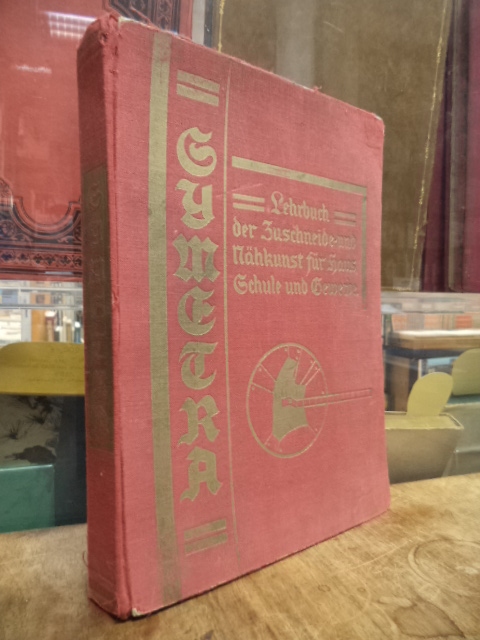 SYMETRA
Lehrbuch
der Zuschneide-und
Nähkunst für Haus
Schule und Gewerbe